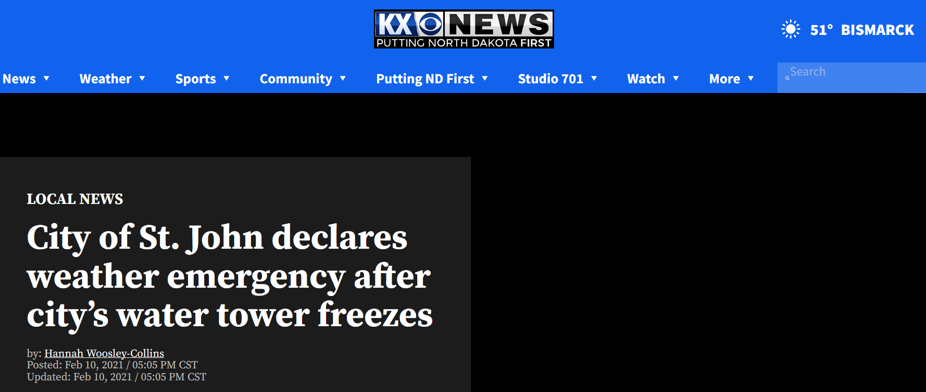 KX NEWS
PUTTING NORTH DAKOTA FIRST
51° BISMARCK
News Weather Sports Community Putting ND First Studio 701 Watch More Search
LOCAL NEWS
City of St. John declares
weather emergency after
city's water tower freezes
by: Hannah Woosley-Collins
Posted: Feb 10, 2021 / 05:05 PM CST
Updated: Feb 10, 2021 / 05:05 PM CST